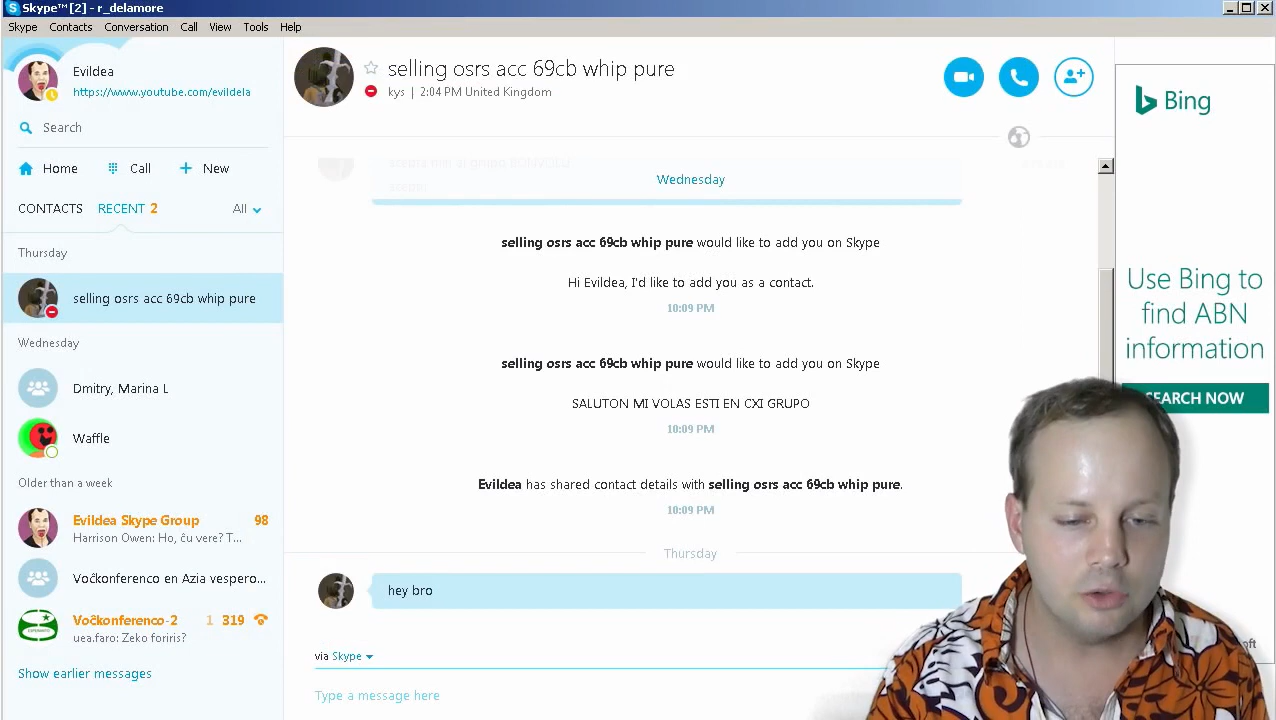 Skype™ [2] - r_delamore
Skype Contacts Conversation Call View Tools Help
Evildea
https://www.youtube.com/evildela
Search
Home
Call
New
CONTACTS
RECENT 2
All
Thursday
selling osrs acc 69cb whip pure
Wednesday
Dmitry, Marina L
Waffle
Older than a week
Evildea Skype Group 98
Harrison Owen: Ho, ĉu vere? T...
Voĉkonferenco en Azia vespero...
Voĉkonferenco-2 1 319
uea.faro: Zeko foriris?
Show earlier messages
selling osrs acc 69cb whip pure
kys | 2:04 PM United Kingdom
Wednesday
selling osrs acc 69cb whip pure would like to add you on Skype
Hi Evildea, I'd like to add you as a contact.
10:09 PM
selling osrs acc 69cb whip pure would like to add you on Skype
SALUTON MI VOLAS ESTI EN CXI GRUPO
10:09 PM
Evildea has shared contact details with selling osrs acc 69cb whip pure.
10:09 PM
Thursday
hey bro
via Skype
Type a message here
Bing
Use Bing to
find ABN
information
SEARCH NOW